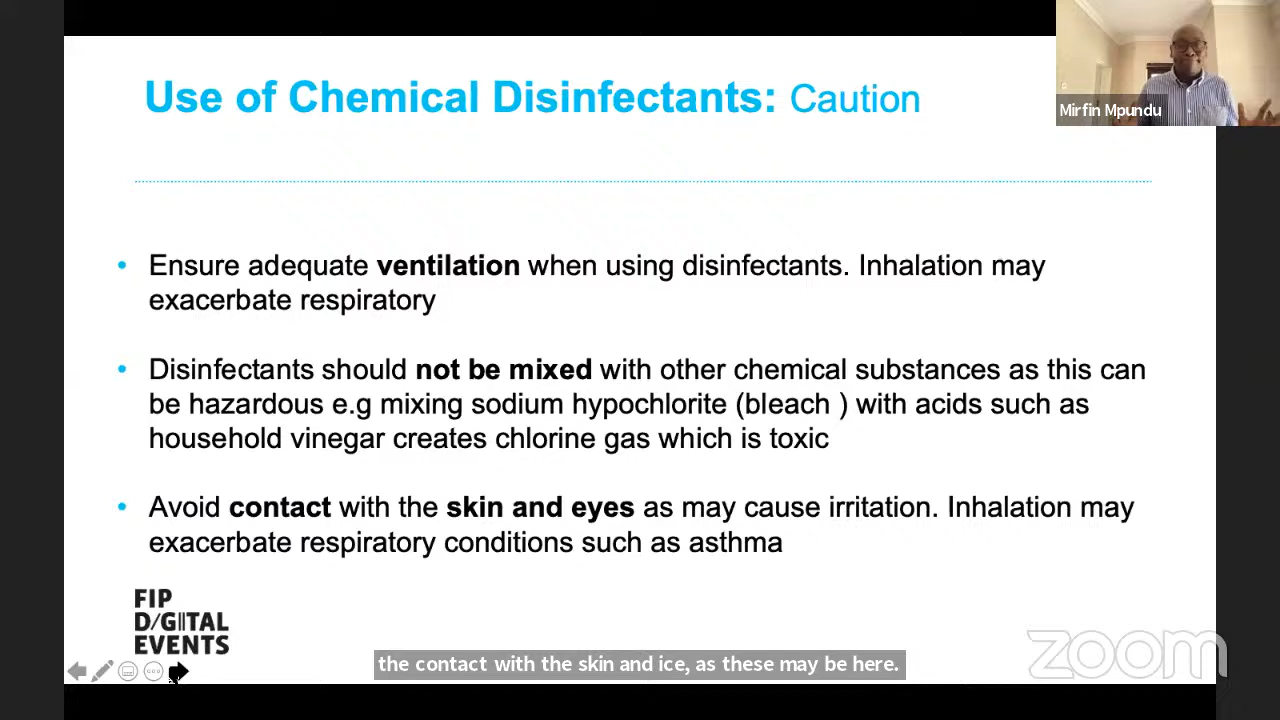 Use of Chemical Disinfectants: Caution
Mirfin Mpundu
• Ensure adequate ventilation when using disinfectants. Inhalation may
exacerbate respiratory
• Disinfectants should not be mixed with other chemical substances as this can
be hazardous e.g mixing sodium hypochlorite (bleach ) with acids such as
household vinegar creates chlorine gas which is toxic
• Avoid contact with the skin and eyes as may cause irritation. Inhalation may
exacerbate respiratory conditions such as asthma
FIP
D/GITAL
EVENTS
the contact with the skin and ice, as these may be here.
zoom